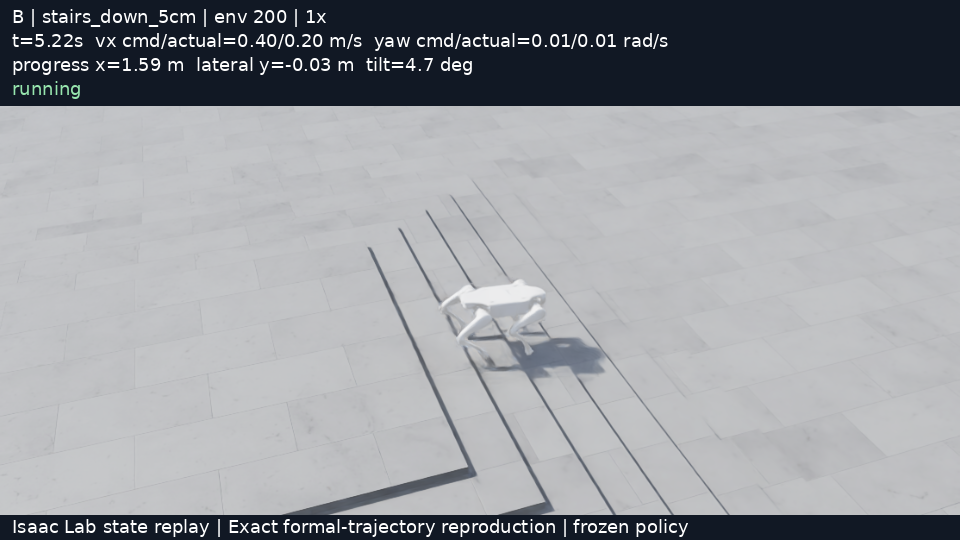 B | stairs_down_5cm | env 200 | 1x
t=5.22s  vx cmd/actual=0.40/0.20 m/s  yaw cmd/actual=0.01/0.01 rad/s
progress x=1.59 m  lateral y=-0.03 m  tilt=4.7 deg
running
Isaac Lab state replay | Exact formal-trajectory reproduction | frozen policy